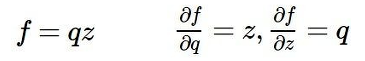 f = qz    ∂f/∂q = z, ∂f/∂z = q